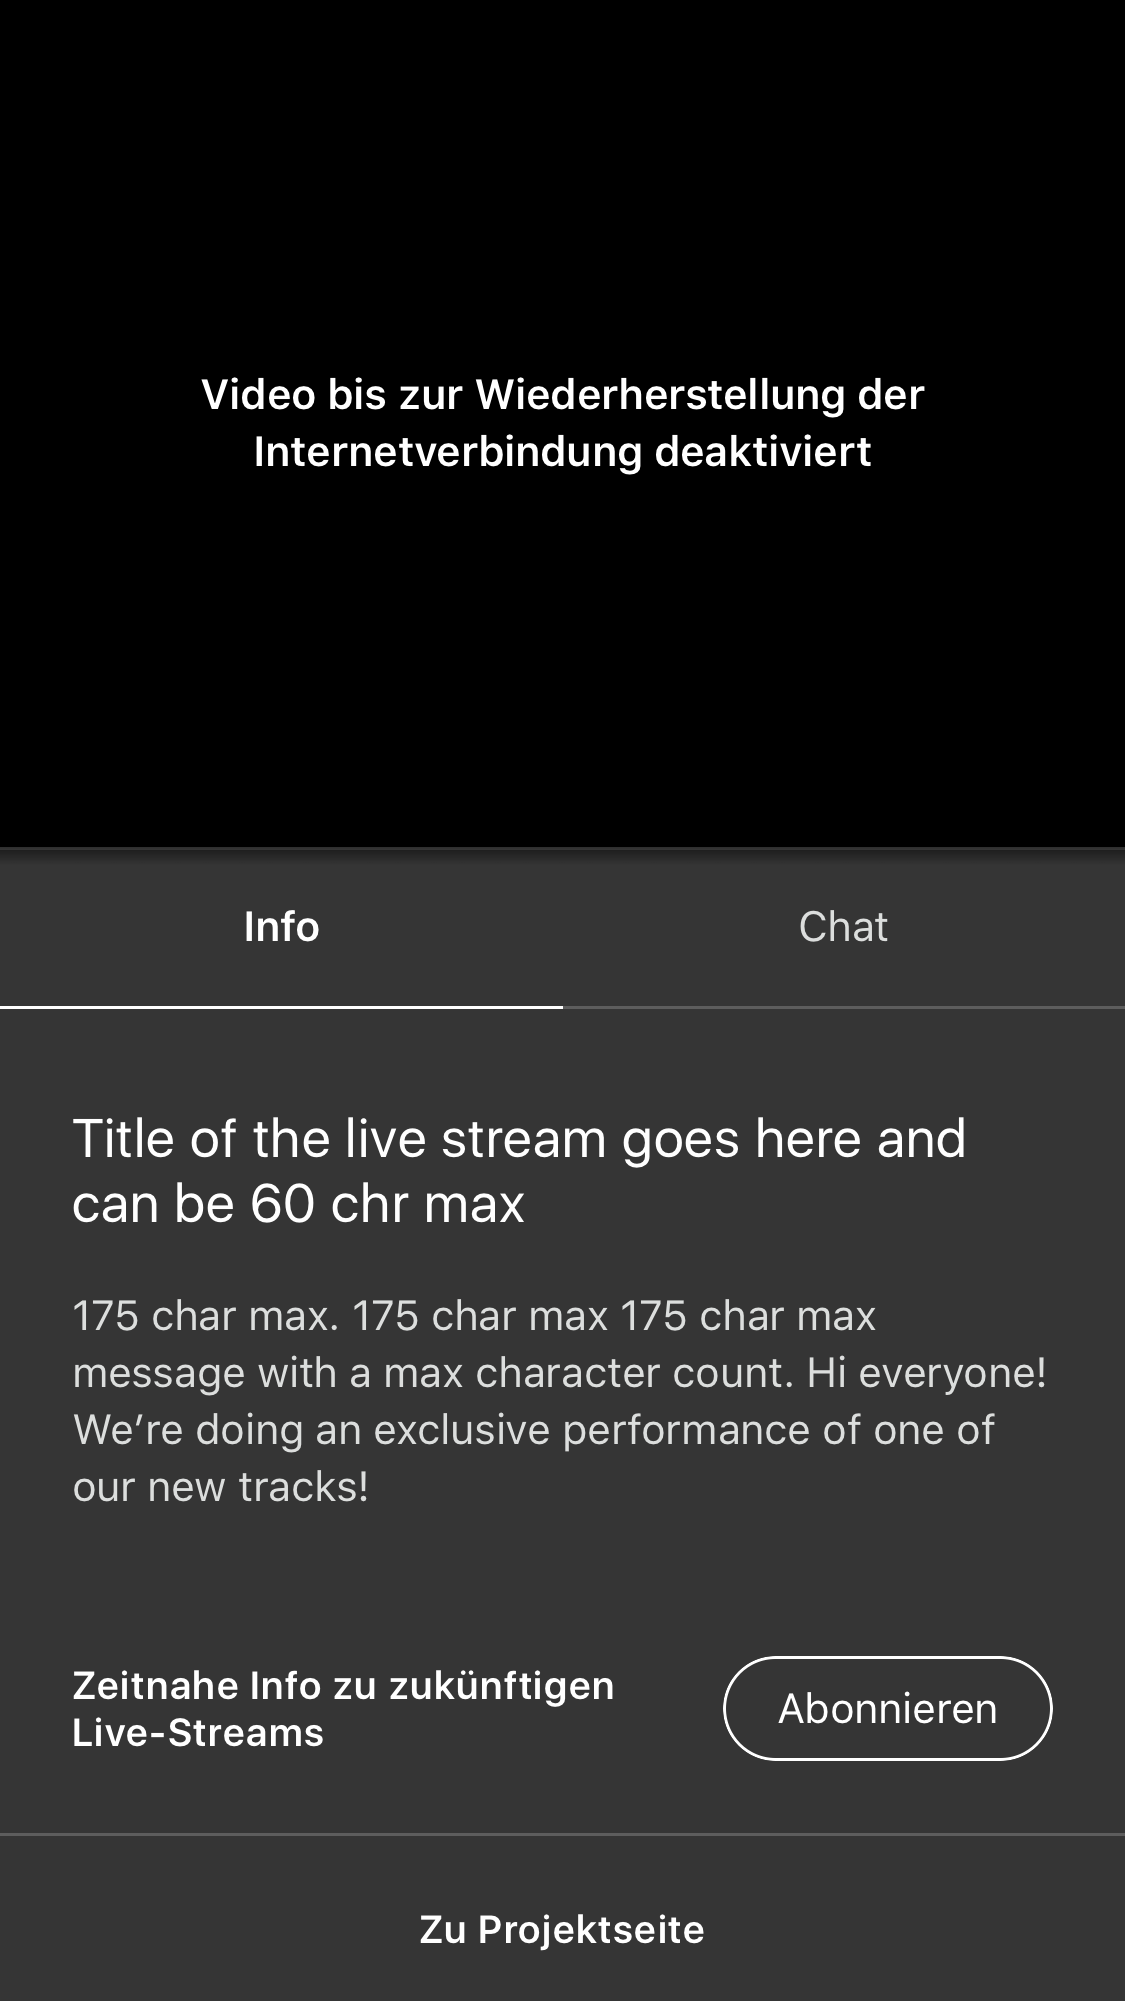 Video bis zur Wiederherstellung der
Internetverbindung deaktiviert
Info
Chat
Title of the live stream goes here and
can be 60 chr max
175 char max. 175 char max 175 char max
message with a max character count. Hi everyone!
We’re doing an exclusive performance of one of
our new tracks!
Zeitnahe Info zu zukünftigen
Live-Streams
Abonnieren
Zu Projektseite